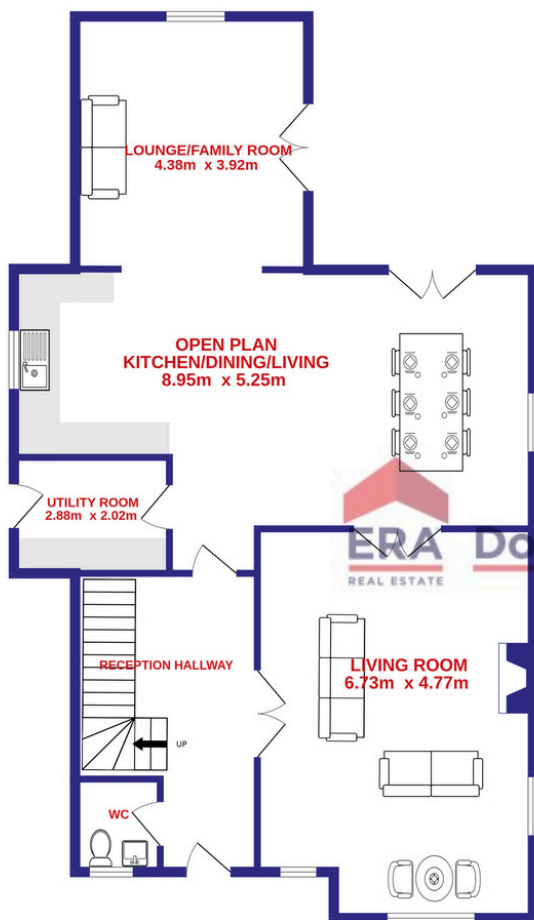 LOUNGE/FAMILY ROOM
4.38m x 3.92m
OPEN PLAN
KITCHEN/DINING/LIVING
8.95m x 5.25m
UTILITY ROOM
2.88m x 2.02m
ERA Do
REAL ESTATE
RECEPTION HALLWAY
LIVING ROOM
6.73m x 4.77m
UP
WC